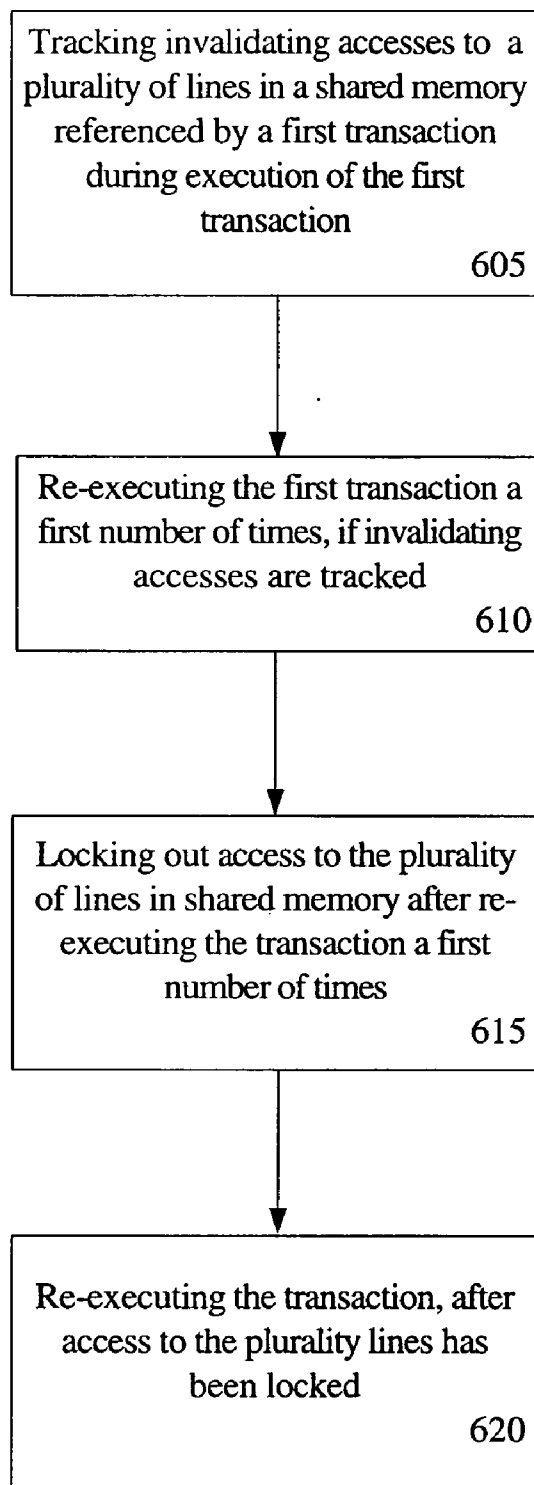 Tracking invalidating accesses to a
plurality of lines in a shared memory
referenced by a first transaction
during execution of the first
transaction
605
Re-executing the first transaction a
first number of times, if invalidating
accesses are tracked
610
Locking out access to the plurality
of lines in shared memory after re-
executing the transaction a first
number of times
615
Re-executing the transaction, after
access to the plurality lines has
been locked
620